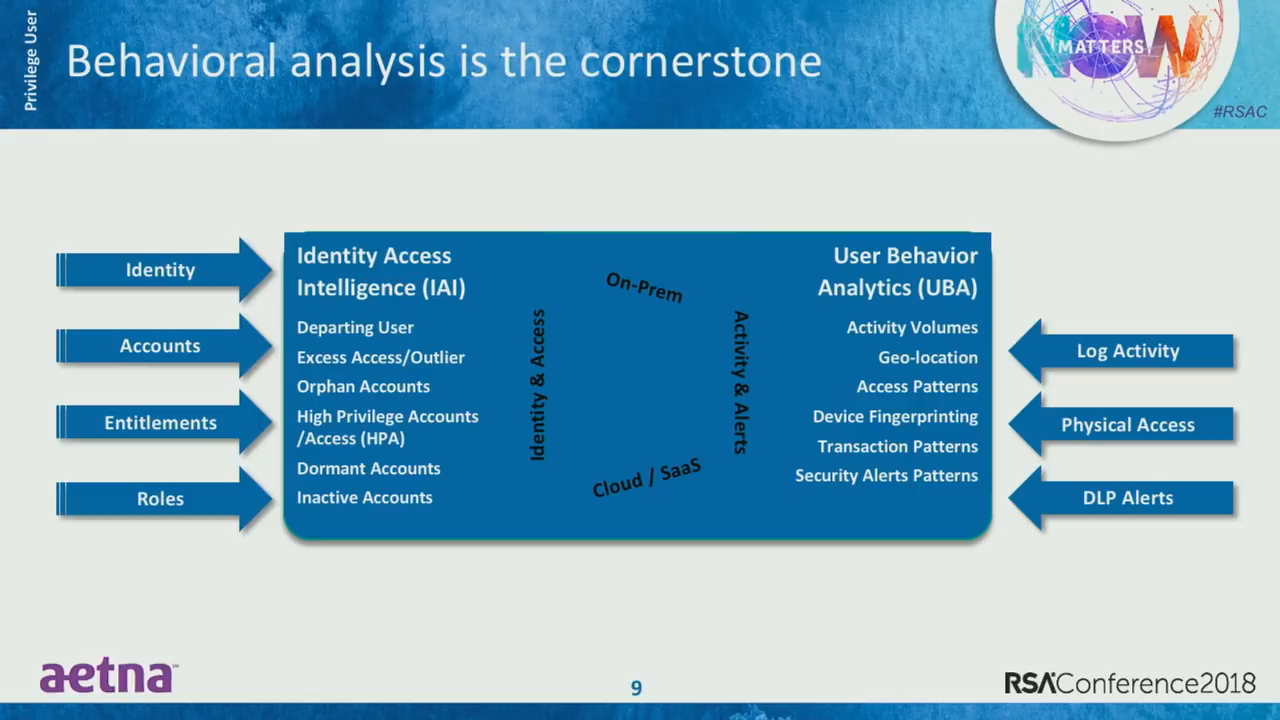 Privilege User
Behavioral analysis is the cornerstone
NOW
MATTERS
#RSAC
Identity
Accounts
Entitlements
Roles
Identity Access
Intelligence (IAI)
Departing User
Excess Access/Outlier
Orphan Accounts
High Privilege Accounts
/Access (HPA)
Dormant Accounts
Inactive Accounts
On-Prem
Identity & Access
Activity & Alerts
Cloud / SaaS
User Behavior
Analytics (UBA)
Activity Volumes
Geo-location
Access Patterns
Device Fingerprinting
Transaction Patterns
Security Alerts Patterns
Log Activity
Physical Access
DLP Alerts
aetna
9
RSAConference2018